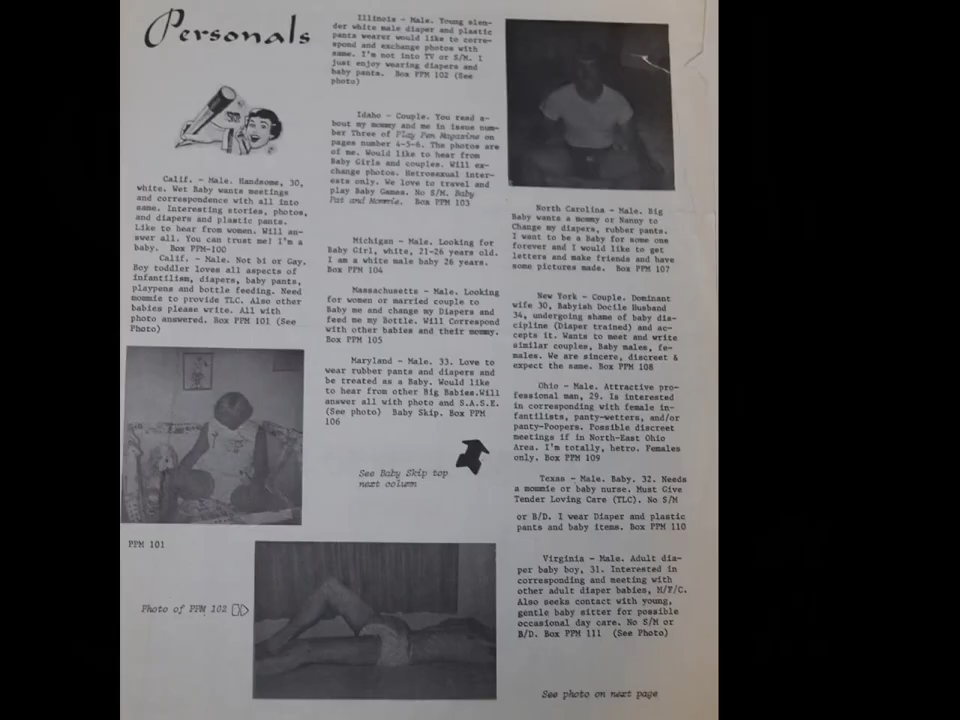 Personals
Calif. - Male. Handsome, 30,
white. Wet Baby wants meetings
and correspondence with all into
same. Interesting stories, photos,
and diapers and plastic pants.
Like to hear from women. Will an-
swer all. You can trust me! I'm a
baby. Box PPM-100
Calif. - Male. Not bi or Gay.
Boy toddler loves all aspects of
infantilism, diapers, baby pants,
playpens and bottle feeding. Need
mommie to provide TLC. Also other
babies please write. All with
photo answered. Box PPM 101 (See
Photo)
PPM 101
Photo of PPM 102
Illinois - Male. Young slen-
der white male diaper and plastic
pants wearer would like to corre-
spond and exchange photos with
same. I'm not into TV or S/M. I
just enjoy wearing diapers and
baby pants. Box PPM 102 (See
photo)
Idaho - Couple. You read a-
bout my mommy and me in issue num-
ber Three of Play Pen Magazine on
pages number 4-5-6. The photos are
of me. Would like to hear from
Baby Girls and couples. Will ex-
change photos. Hetrosexual inter-
ests only. We love to travel and
play Baby Games. No S/M. Baby
Pat and Mommie. Box PPM 103
Michigan - Male. Looking for
Baby Girl, white, 21-26 years old.
I am a white male baby 26 years.
Box PPM 104
Massachusetts - Male. Looking
for women or married couple to
Baby me and change my Diapers and
feed me my Bottle. Will Correspond
with other babies and their mommy.
Box PPM 105
Maryland - Male. 33. Love to
wear rubber pants and diapers and
be treated as a Baby. Would like
to hear from other Big Babies.Will
answer all with photo and S.A.S.E.
(See photo) Baby Skip. Box PPM
106
See Baby Skip top
next column
North Carolina - Male. Big
Baby wants a mommy or Nanny to
Change my diapers, rubber pants.
I want to be a Baby for some one
forever and I would like to get
letters and make friends and have
some pictures made. Box PPM 107
New York - Couple. Dominant
wife 30, Babyish Docile Husband
34, undergoing shame of baby dis-
cipline (Diaper trained) and ac-
cepts it. Wants to meet and write
similar couples, Baby males, fe-
males. We are sincere, discreet &
expect the same. Box PPM 108
Ohio - Male. Attractive pro-
fessional man, 29. Is interested
in corresponding with female in-
fantilists, panty-wetters, and/or
panty-Poopers. Possible discreet
meetings if in North-East Ohio
Area. I'm totally, hetro. Females
only. Box PPM 109
Texas - Male. Baby. 32. Needs
a mommie or baby nurse. Must Give
Tender Loving Care (TLC). No S/M
or B/D. I wear Diaper and plastic
pants and baby items. Box PPM 110
Virginia - Male. Adult dia-
per baby boy, 31. Interested in
corresponding and meeting with
other adult diaper babies, M/F/C.
Also seeks contact with young,
gentle baby sitter for possible
occasional day care. No S/M or
B/D. Box PPM 111 (See Photo)
See photo on next page